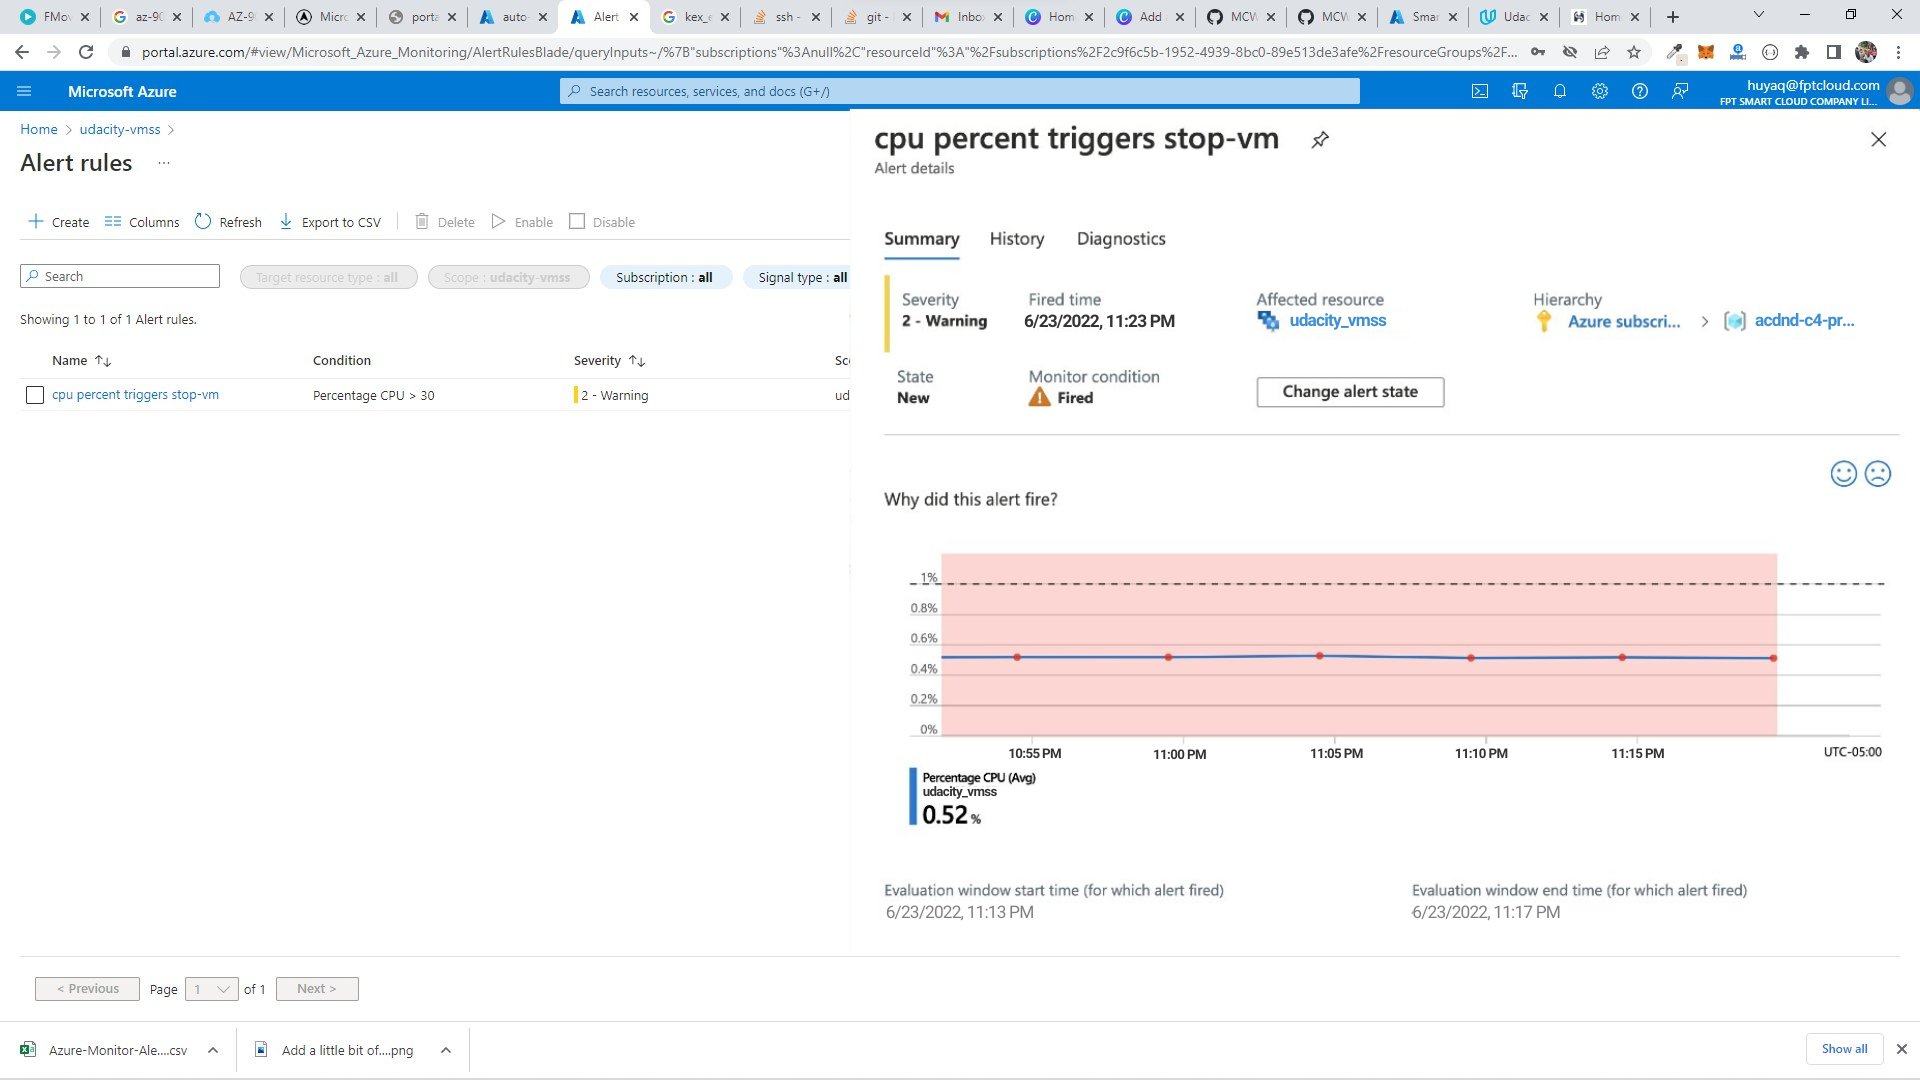 FMov
az-90
AZ-90
Micro
porta
auto-
Alert
kex_e
ssh -
git -
Inbo
Hom
Add
MCW
MCW
Smar
Udac
Hom
portal.azure.com/#view/Microsoft_Azure_Monitoring/AlertRulesBlade/queryInputs~/%7B"subscriptions"%3Anull%2C"resourceId"%3A"%2Fsubscriptions%2F2c9f6c5b-1952-4939-8bc0-89e513de3afe%2FresourceGroups%2F...
Microsoft Azure
Search resources, services, and docs (G+/)
huyaq@fptcloud.com
FPT SMART CLOUD COMPANY LI...
Home > udacity-vmss >
Alert rules ...
Create Columns Refresh Export to CSV Delete Enable Disable
Search
Target resource type : all
Scope : udacity-vmss
Subscription : all
Signal type : all
Showing 1 to 1 of 1 Alert rules.
Name Condition Severity Sc
cpu percent triggers stop-vm Percentage CPU > 30 2 - Warning ud
cpu percent triggers stop-vm
Alert details
Summary History Diagnostics
Severity
2 - Warning
Fired time
6/23/2022, 11:23 PM
Affected resource
udacity_vmss
Hierarchy
Azure subscri... > acdnd-c4-pr...
State
New
Monitor condition
Fired
Change alert state
Why did this alert fire?
1%
0.8%
0.6%
0.4%
0.2%
0%
10:55 PM 11:00 PM 11:05 PM 11:10 PM 11:15 PM UTC-05:00
Percentage CPU (Avg)
udacity_vmss
0.52 %
Evaluation window start time (for which alert fired)
6/23/2022, 11:13 PM
Evaluation window end time (for which alert fired)
6/23/2022, 11:17 PM
< Previous Page 1 of 1 Next >
Azure-Monitor-Ale....csv
Add a little bit of....png
Show all